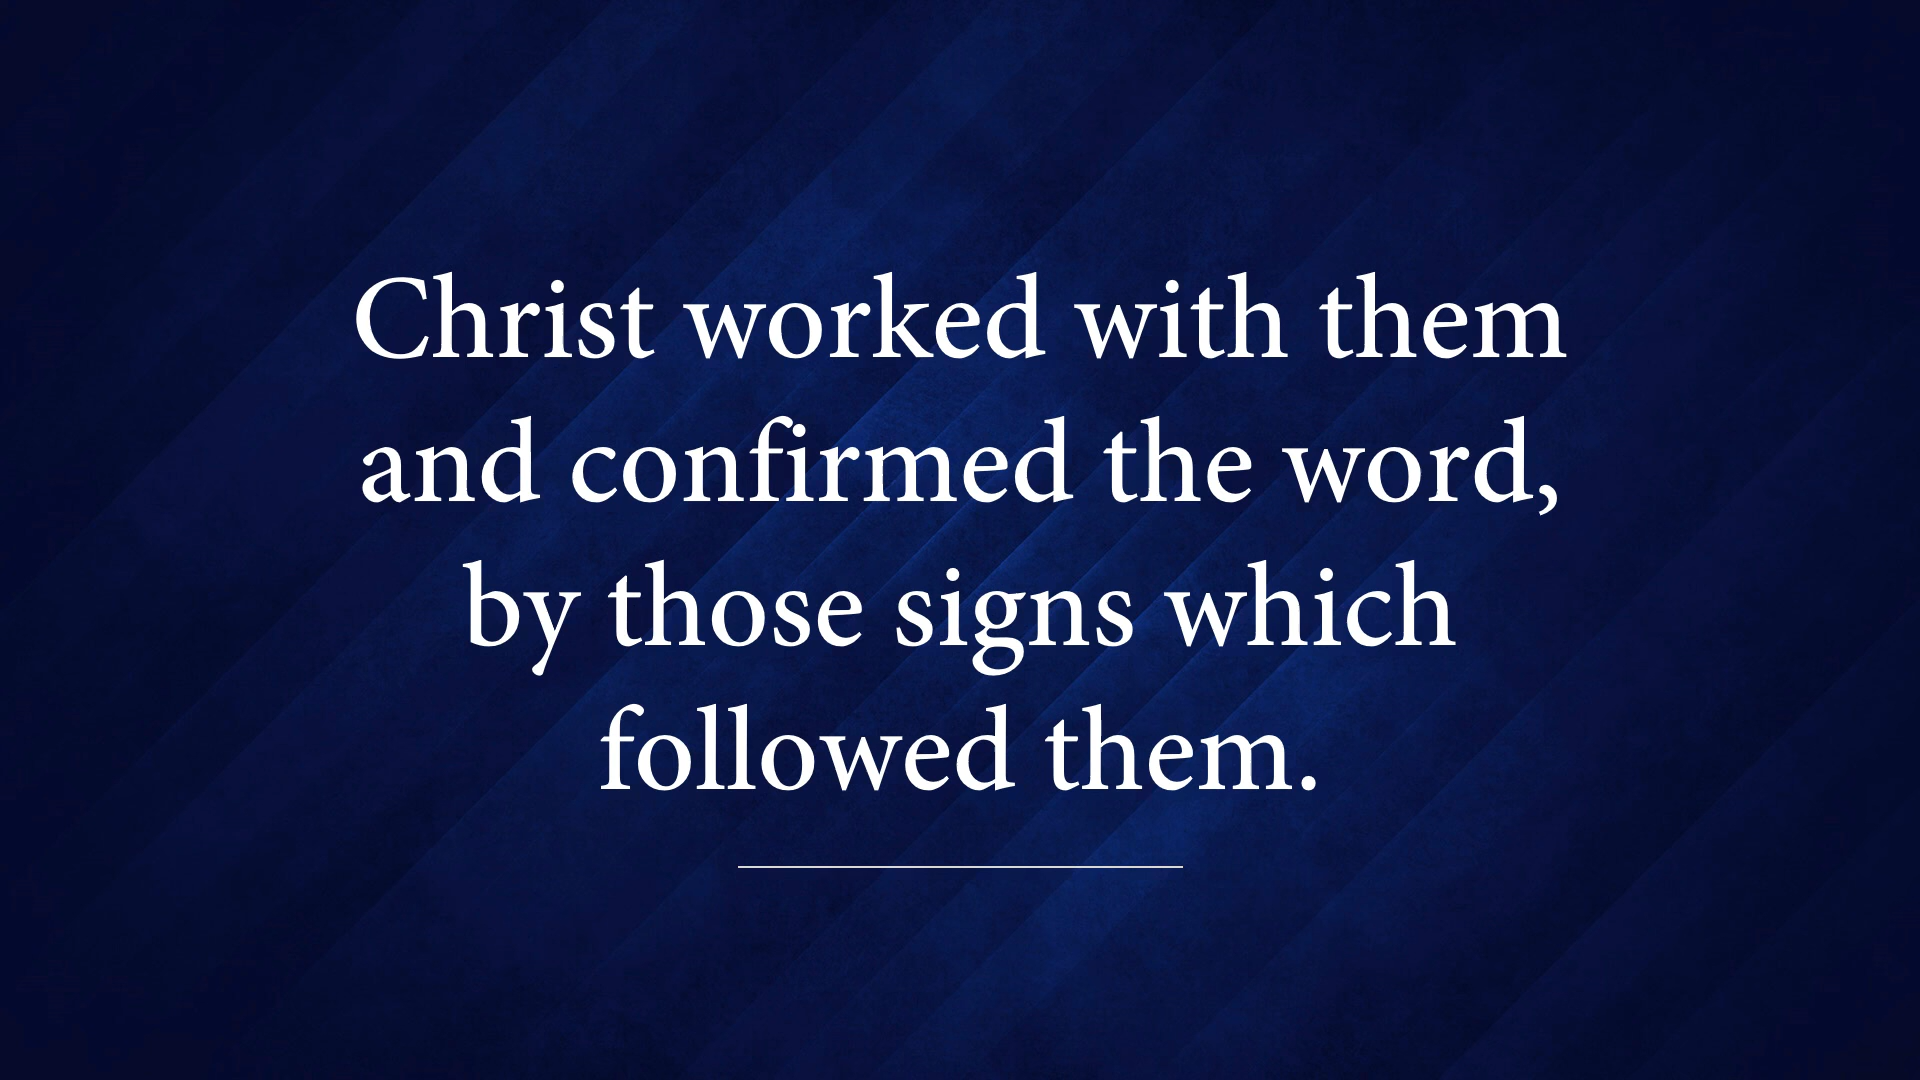 Christ worked with them
and confirmed the word,
by those signs which
followed them.